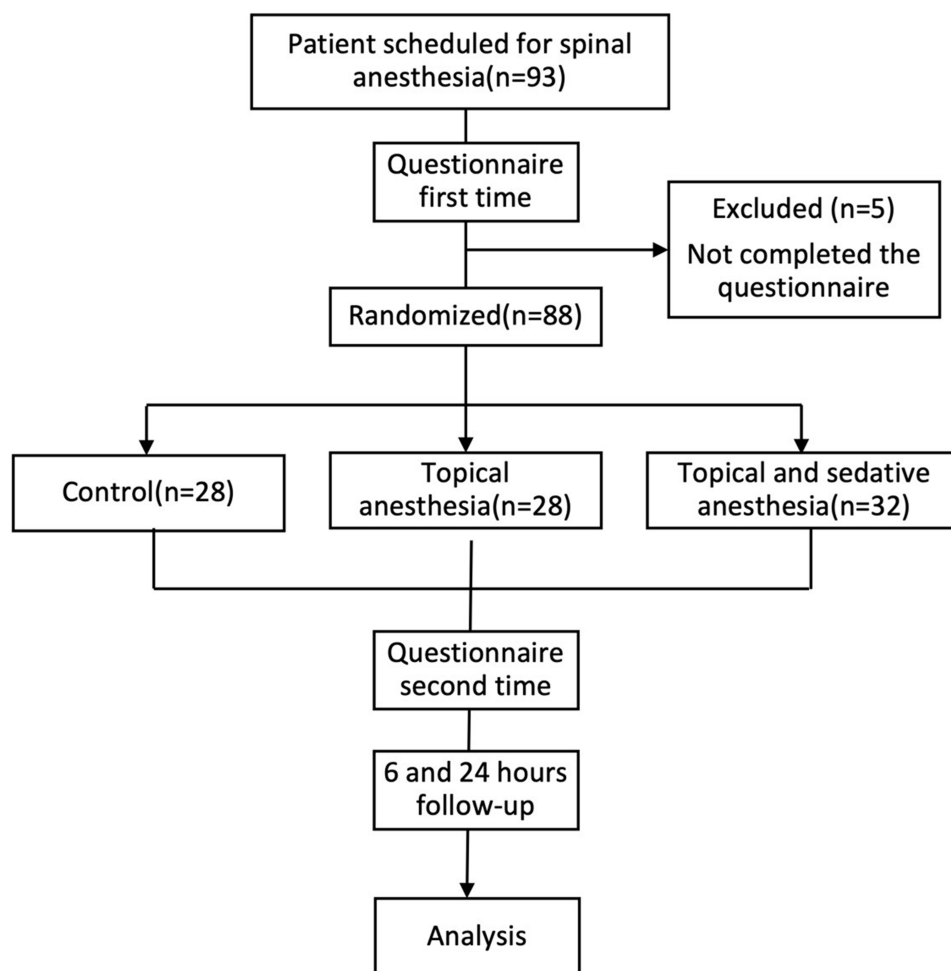 Patient scheduled for spinal
anesthesia(n=93)
Questionnaire
first time
Excluded (n=5)
Not completed the
questionnaire
Randomized(n=88)
Control(n=28)
Topical
anesthesia(n=28)
Topical and sedative
anesthesia(n=32)
Questionnaire
second time
6 and 24 hours
follow-up
Analysis